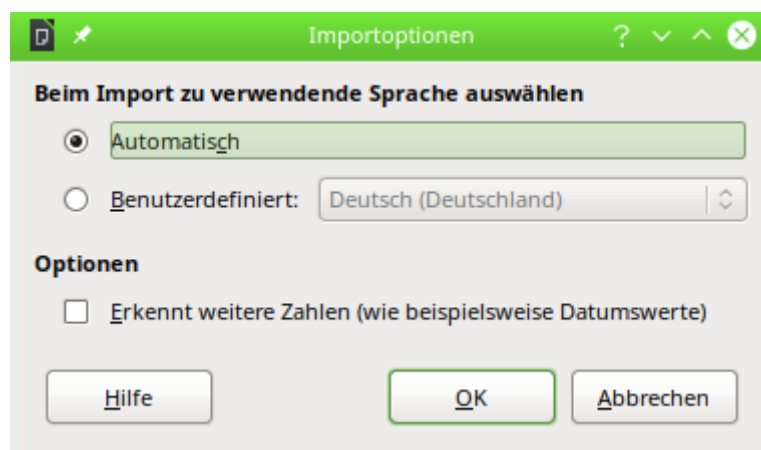 Importoptionen
Beim Import zu verwendende Sprache auswählen
Automatisch
Benutzerdefiniert: Deutsch (Deutschland)
Optionen
Erkennt weitere Zahlen (wie beispielsweise Datumswerte)
Hilfe OK Abbrechen